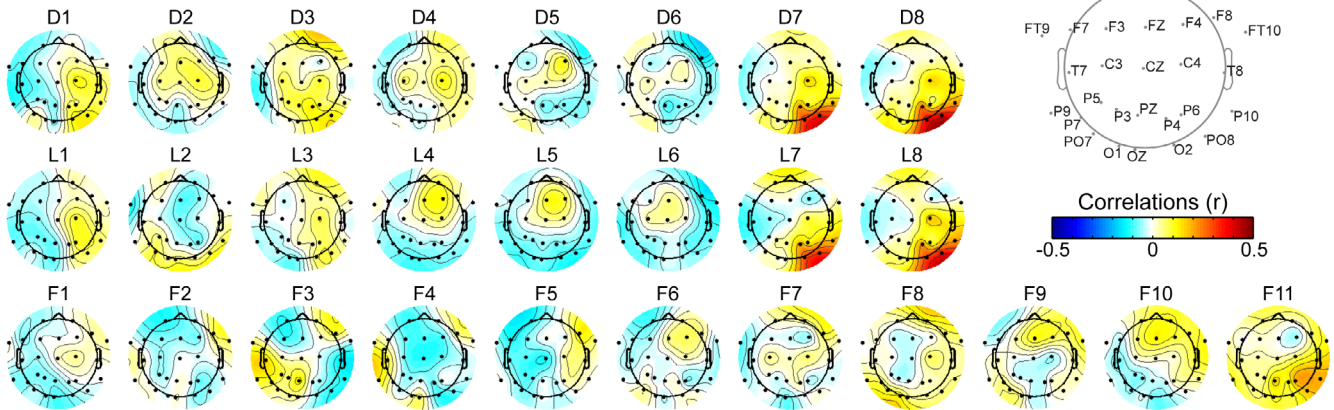 D1 D2 D3 D4 D5 D6 D7 D8
L1 L2 L3 L4 L5 L6 L7 L8
F1 F2 F3 F4 F5 F6 F7 F8 F9 F10 F11
FT9 F7 F3 FZ F4 F8 FT10
T7 C3 CZ C4 T8
P5 P3 PZ P4 P6
P9 P7 P10
PO7 O1 OZ O2 PO8
Correlations (r)
-0.5 0 0.5